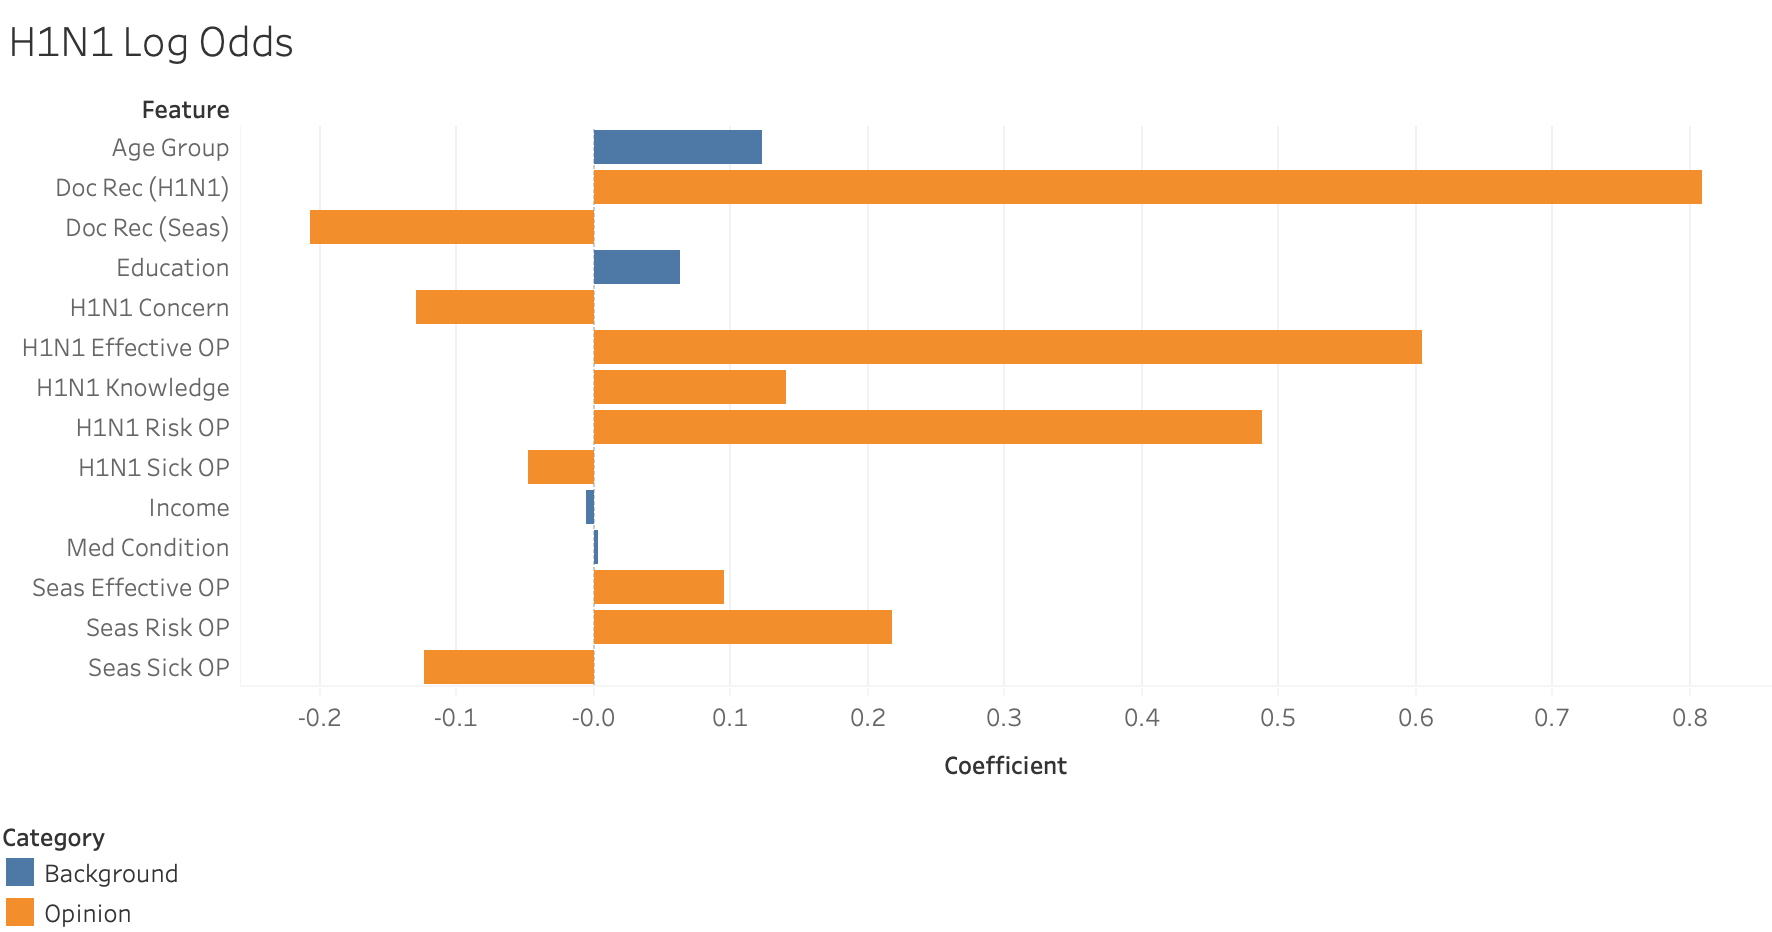 H1N1 Log Odds
Feature
Age Group
Doc Rec (H1N1)
Doc Rec (Seas)
Education
H1N1 Concern
H1N1 Effective OP
H1N1 Knowledge
H1N1 Risk OP
H1N1 Sick OP
Income
Med Condition
Seas Effective OP
Seas Risk OP
Seas Sick OP
-0.2 -0.1 -0.0 0.1 0.2 0.3 0.4 0.5 0.6 0.7 0.8
Coefficient
Category
Background
Opinion